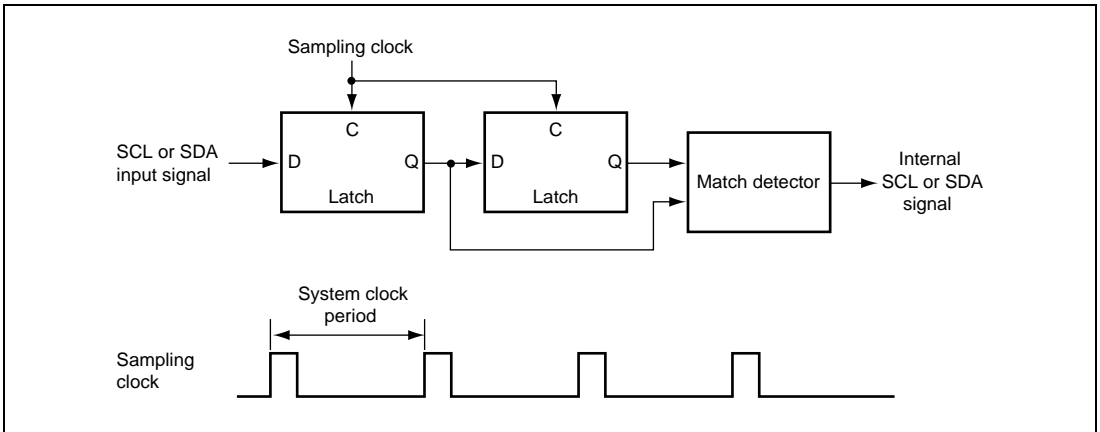 Sampling clock
SCL or SDA
input signal
C
D
Q
Latch
C
D
Q
Latch
Match detector
Internal
SCL or SDA
signal
System clock
period
Sampling
clock